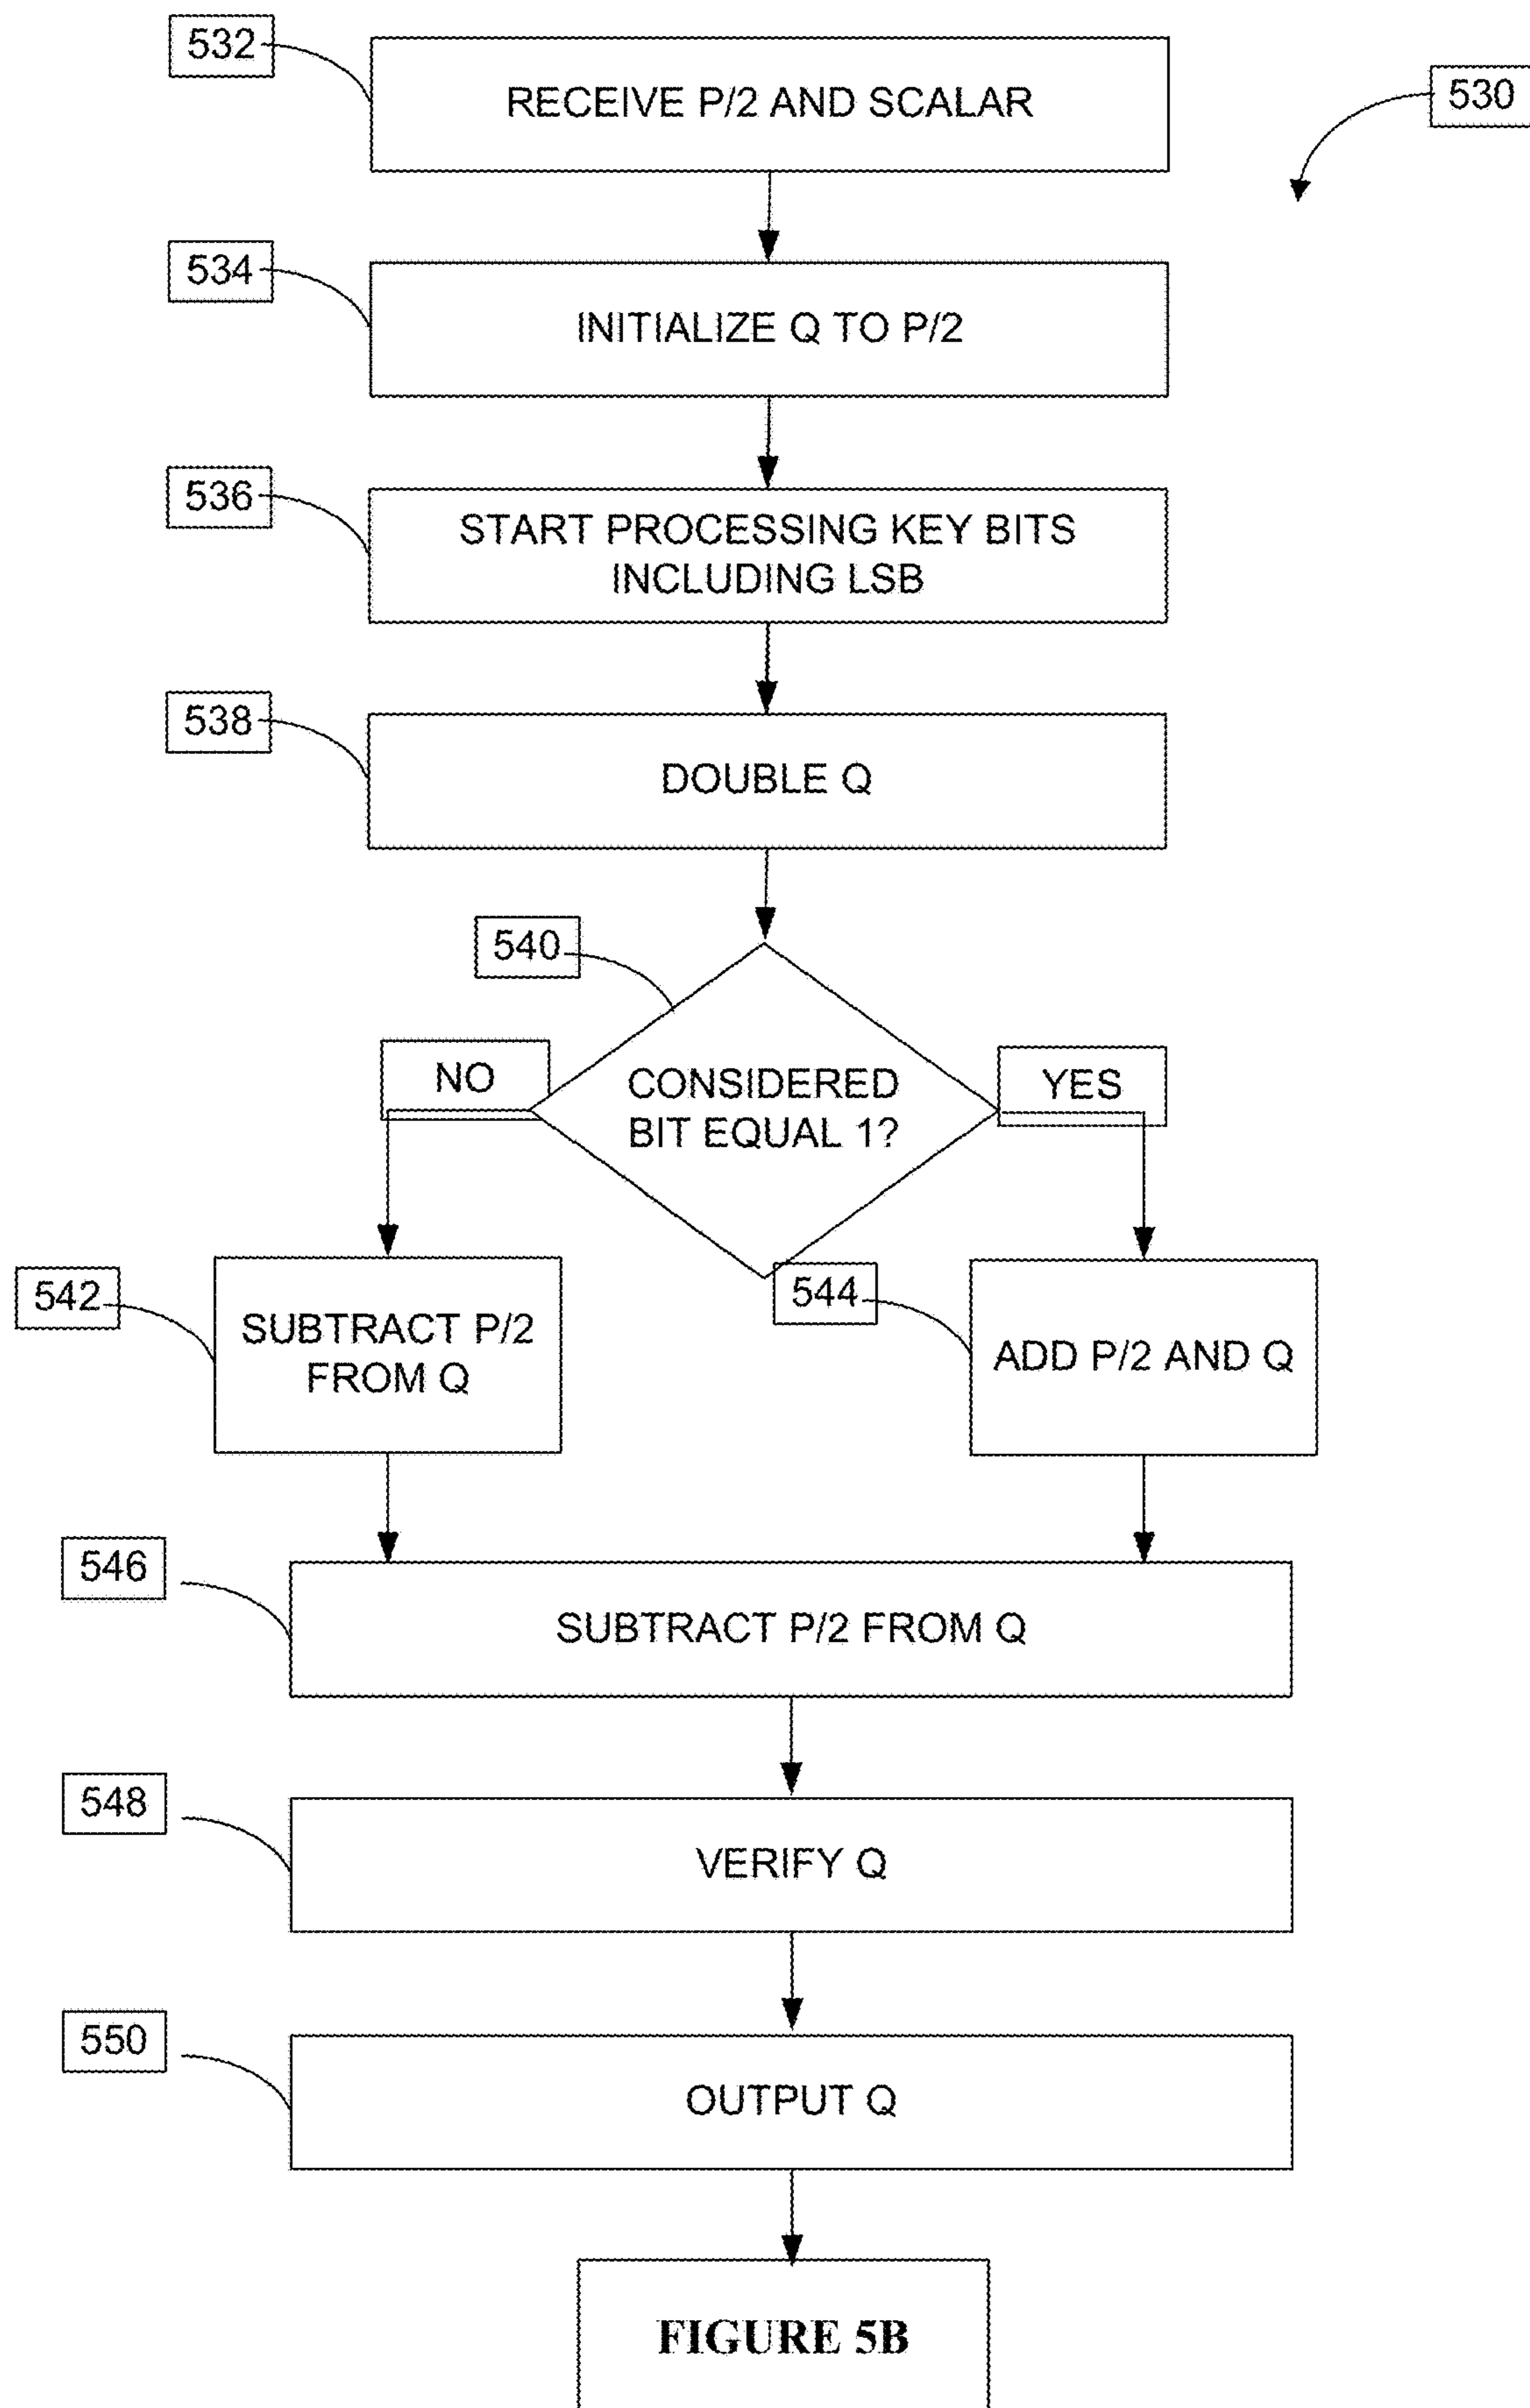 532
RECEIVE P/2 AND SCALAR
530
534
INITIALIZE Q TO P/2
536
START PROCESSING KEY BITS
INCLUDING LSB
538
DOUBLE Q
540
NO
CONSIDERED
BIT EQUAL 1?
YES
542
SUBTRACT P/2
FROM Q
544
ADD P/2 AND Q
546
SUBTRACT P/2 FROM Q
548
VERIFY Q
550
OUTPUT Q
FIGURE 5B